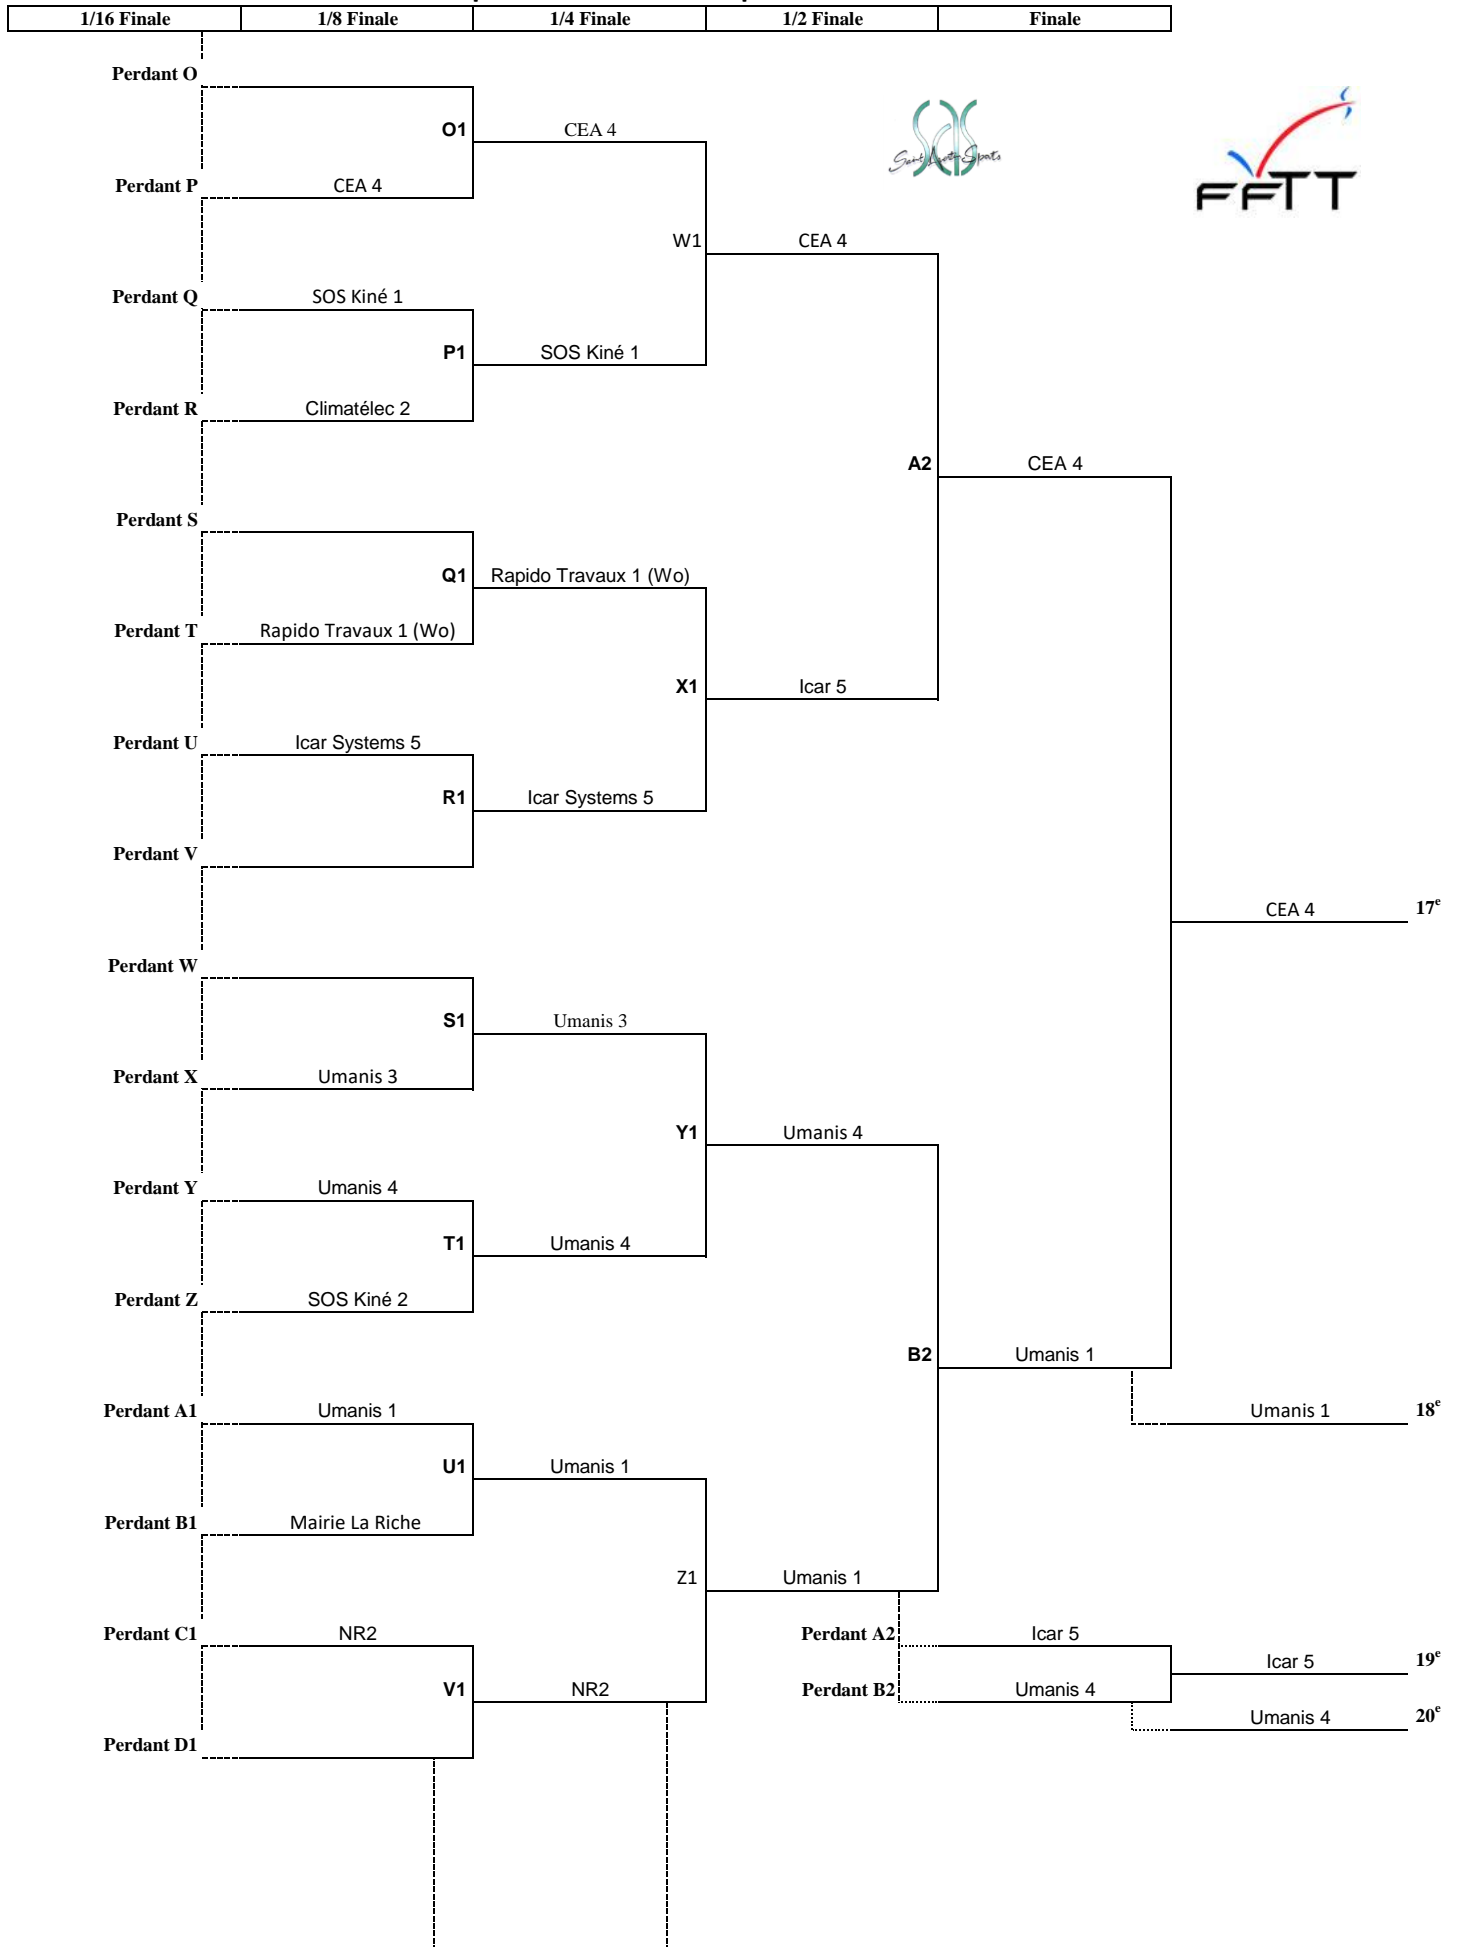 1/16 Finale 1/8 Finale 1/4 Finale 1/2 Finale Finale
Perdant O
O1 CEA 4
Saint Avertin Sports
FFTT
Perdant P CEA 4
W1 CEA 4
Perdant Q SOS Kiné 1
P1 SOS Kiné 1
Perdant R Climatélec 2
A2 CEA 4
Perdant S
Q1 Rapido Travaux 1 (Wo)
Perdant T Rapido Travaux 1 (Wo)
X1 Icar 5
Perdant U Icar Systems 5
R1 Icar Systems 5
Perdant V
CEA 4 17e
Perdant W
S1 Umanis 3
Perdant X Umanis 3
Y1 Umanis 4
Perdant Y Umanis 4
T1 Umanis 4
Perdant Z SOS Kiné 2
B2 Umanis 1
Perdant A1 Umanis 1
Umanis 1 18e
U1 Umanis 1
Perdant B1 Mairie La Riche
Z1 Umanis 1
Perdant C1 NR2
Perdant A2 Icar 5
Icar 5 19e
V1 NR2
Perdant B2 Umanis 4
Umanis 4 20e
Perdant D1